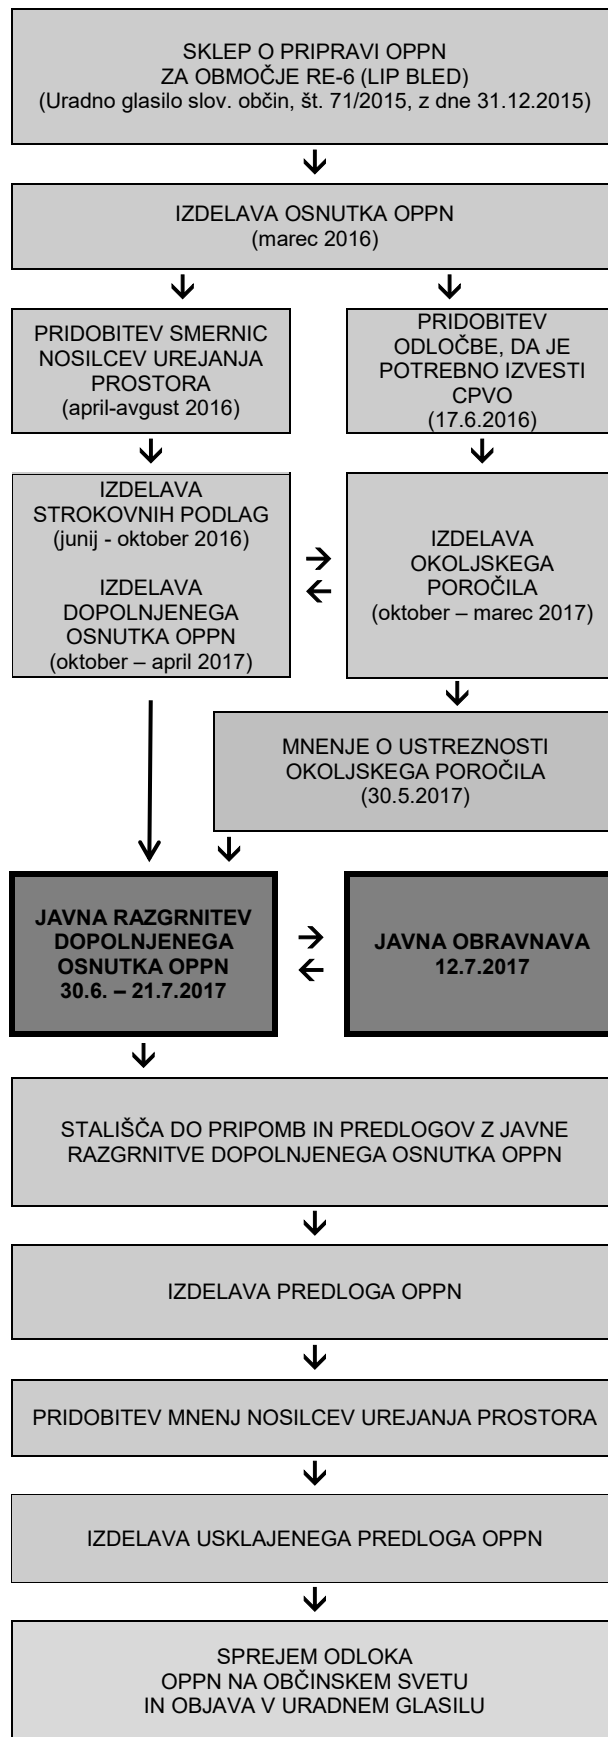 SKLEP O PRIPRAVI OPPN
ZA OBMOČJE RE-6 (LIP BLED)
(Uradno glasilo slov. občin, št. 71/2015, z dne 31.12.2015)
IZDELAVA OSNUTKA OPPN
(marec 2016)
PRIDOBITEV SMERNIC
NOSILCEV UREJANJA
PROSTORA
(april-avgust 2016)
PRIDOBITEV
ODLOČBE, DA JE
POTREBNO IZVESTI
CPVO
(17.6.2016)
IZDELAVA
STROKOVNIH PODLAG
(junij - oktober 2016)
IZDELAVA
DOPOLNJENEGA
OSNUTKA OPPN
(oktober – april 2017)
IZDELAVA
OKOLJSKEGA
POROČILA
(oktober – marec 2017)
MNENJE O USTREZNOSTI
OKOLJSKEGA POROČILA
(30.5.2017)
JAVNA RAZGRNITEV
DOPOLNJENEGA
OSNUTKA OPPN
30.6. – 21.7.2017
JAVNA OBRAVNAVA
12.7.2017
STALIŠČA DO PRIPOMB IN PREDLOGOV Z JAVNE
RAZGRNITVE DOPOLNJENEGA OSNUTKA OPPN
IZDELAVA PREDLOGA OPPN
PRIDOBITEV MNENJ NOSILCEV UREJANJA PROSTORA
IZDELAVA USKLAJENEGA PREDLOGA OPPN
SPREJEM ODLOKA
OPPN NA OBČINSKEM SVETU
IN OBJAVA V URADNEM GLASILU